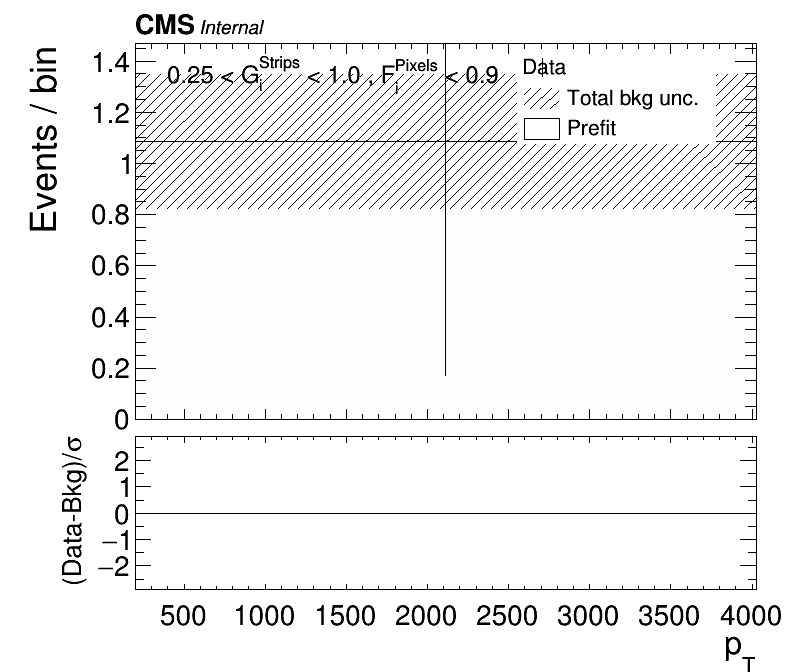 CMS Internal
Events / bin
0.25 < G_i^Strips < 1.0 , F_i^Pixels < 0.9
Data
Total bkg unc.
Prefit
1.4
1.2
1
0.8
0.6
0.4
0.2
0
(Data-Bkg)/σ
2
1
0
−1
−2
500 1000 1500 2000 2500 3000 3500 4000
p_T